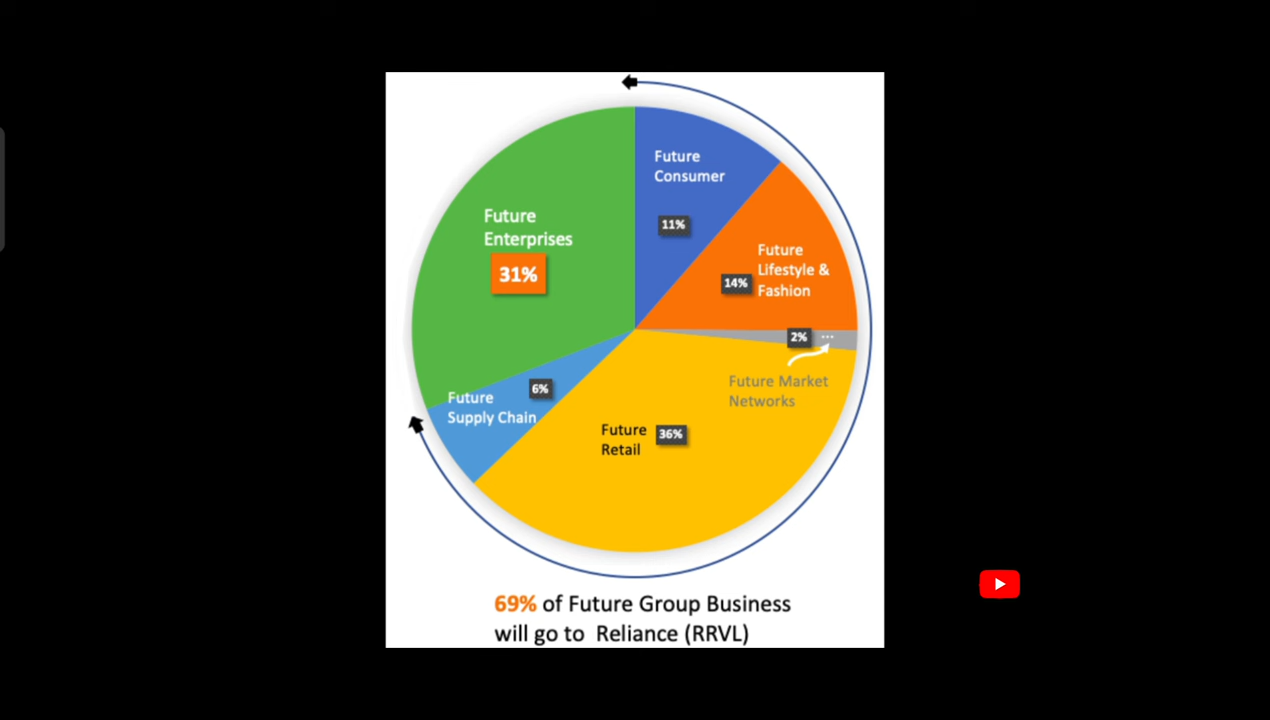 Future
Consumer
11%
Future
Enterprises
31%
Future
Lifestyle &
Fashion
14%
2% ...
Future Market
Networks
6%
Future
Supply Chain
Future
Retail
36%
69% of Future Group Business
will go to Reliance (RRVL)